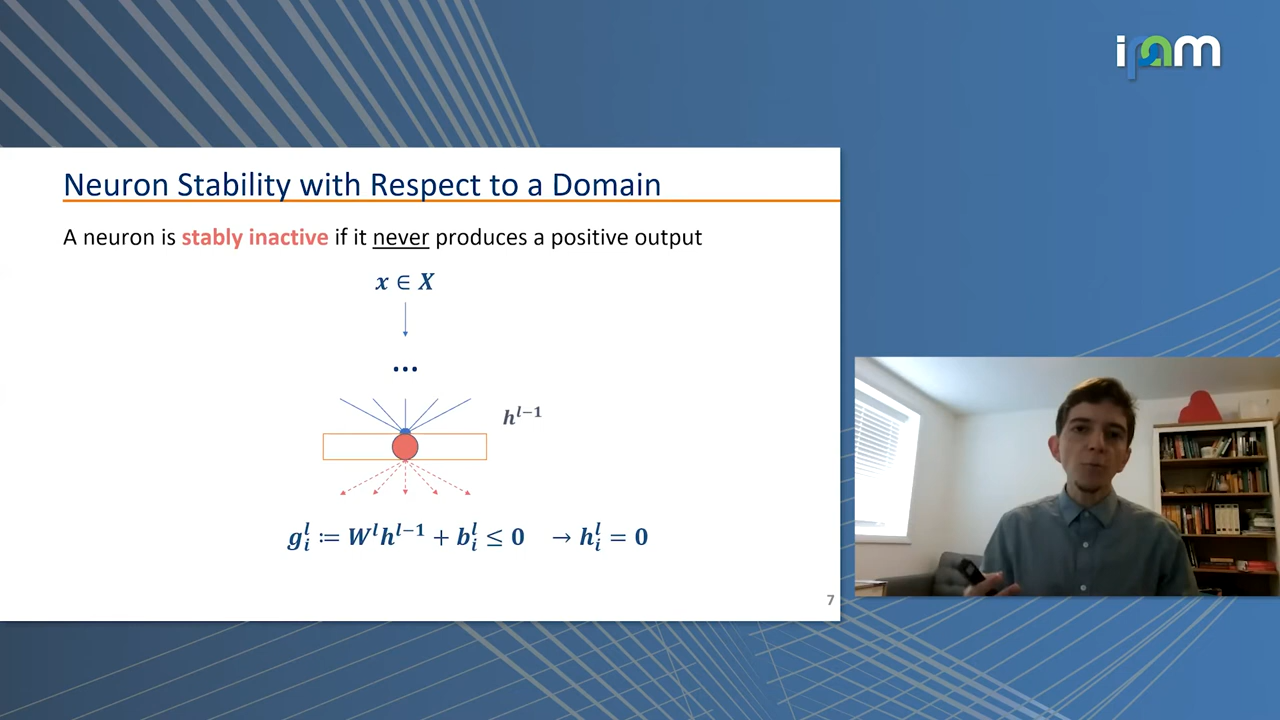 ipam
Neuron Stability with Respect to a Domain
A neuron is stably inactive if it never produces a positive output
x ∈ X
...
h^{l−1}
g_i^l ≔ W^l h^{l−1} + b_i^l ≤ 0 → h_i^l = 0
7